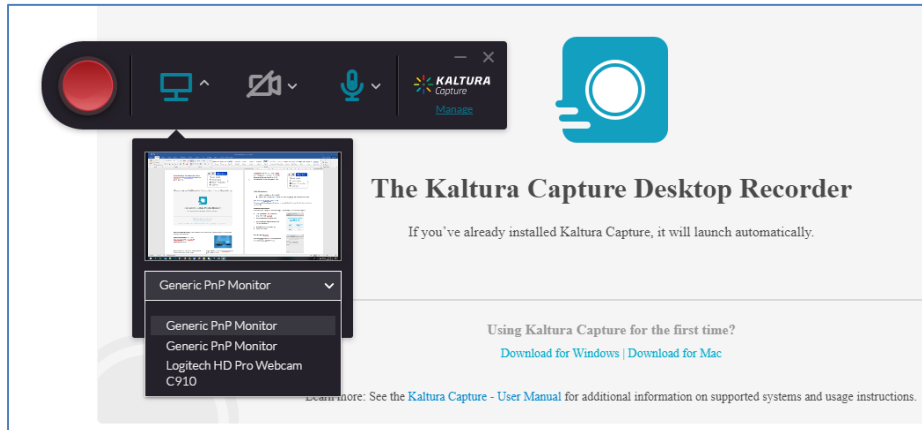 KALTURA
Capture
Manage
The Kaltura Capture Desktop Recorder
If you've already installed Kaltura Capture, it will launch automatically.
Generic PnP Monitor
Generic PnP Monitor
Generic PnP Monitor
Logitech HD Pro Webcam
C910
Using Kaltura Capture for the first time?
Download for Windows | Download for Mac
Learn more: See the Kaltura Capture - User Manual for additional information on supported systems and usage instructions.